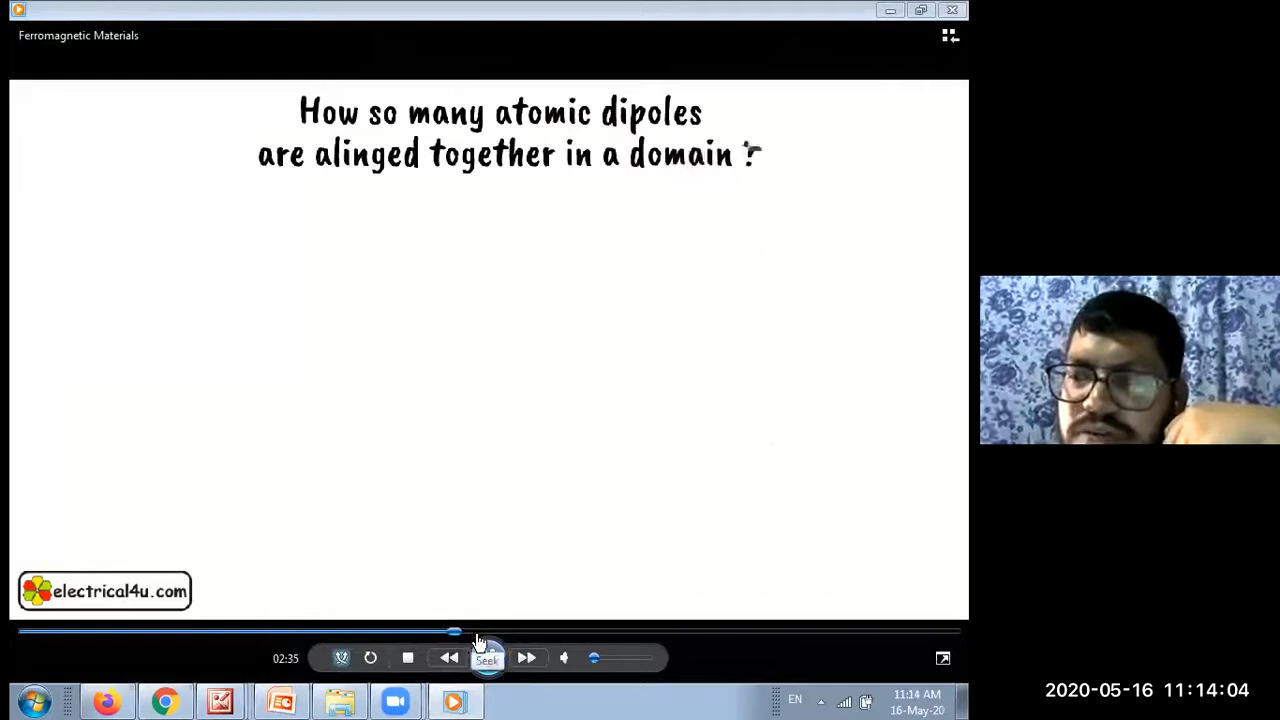 Ferromagnetic Materials
How so many atomic dipoles
are alinged together in a domain ?
electrical4u.com
02:35
Seek
EN
11:14 AM
16-May-20
2020-05-16 11:14:04